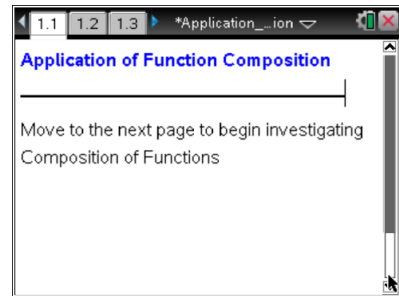 1.1 1.2 1.3 *Application_...ion
Application of Function Composition
Move to the next page to begin investigating
Composition of Functions